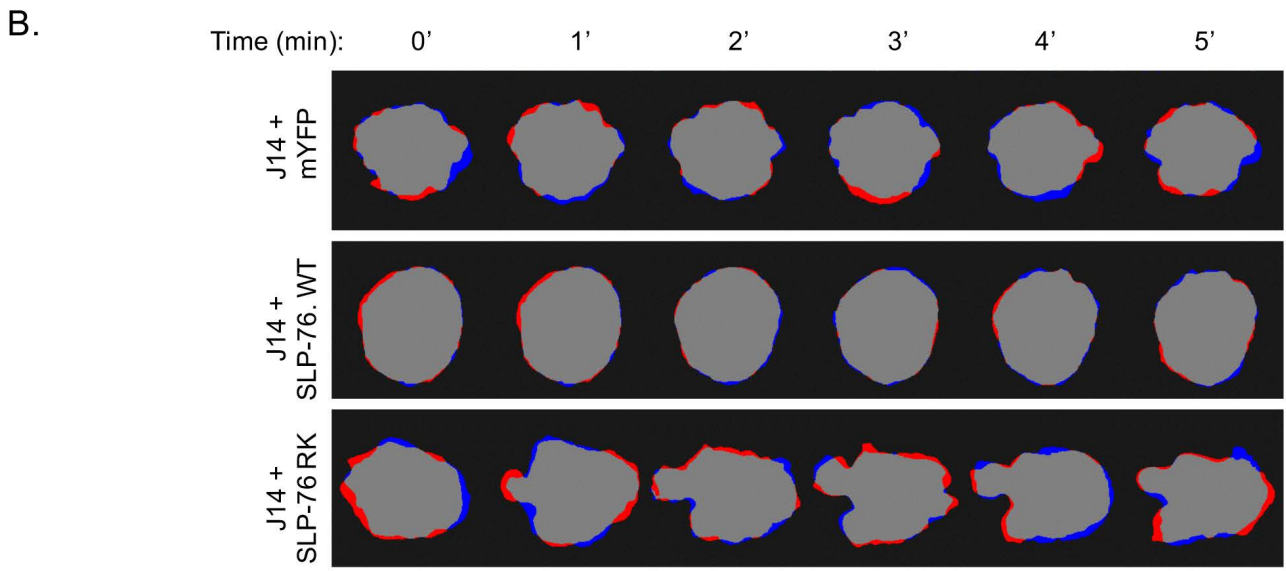 B.
Time (min): 0’ 1’ 2’ 3’ 4’ 5’
J14 +
mYFP
J14 +
SLP-76. WT
J14 +
SLP-76 RK